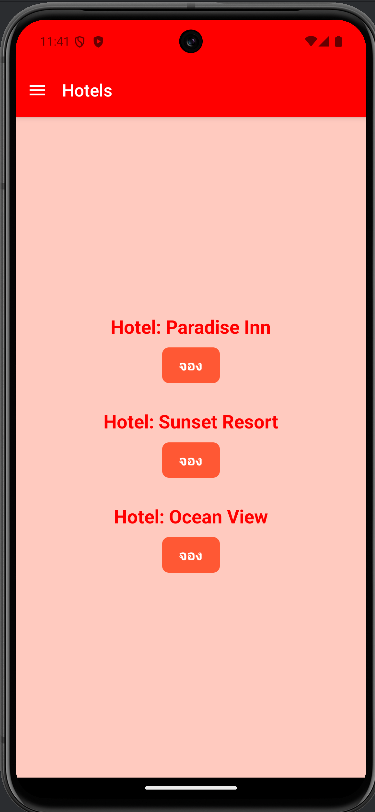 11:41
Hotels
Hotel: Paradise Inn
จอง
Hotel: Sunset Resort
จอง
Hotel: Ocean View
จอง